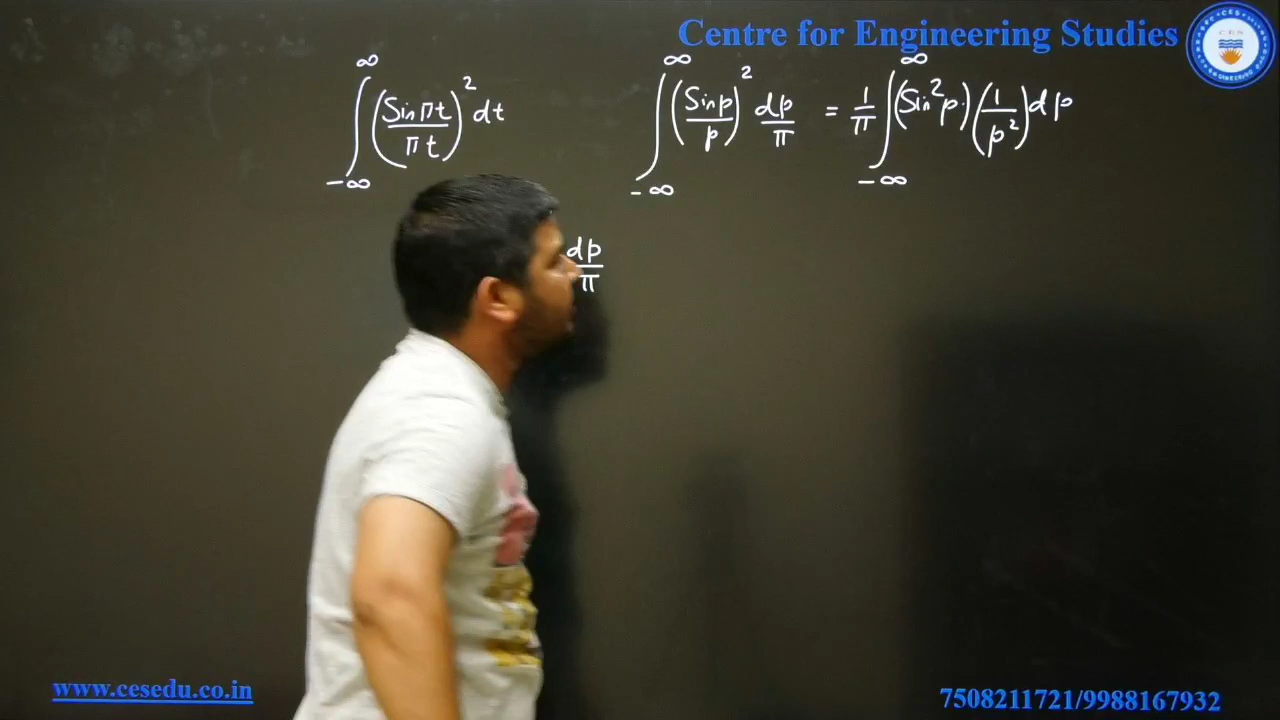 Centre for Engineering Studies
CES
∫_{-∞}^{∞} (Sin πt / πt)² dt
∫_{-∞}^{∞} (Sin p / p)² dp/π = 1/π ∫_{-∞}^{∞} (Sin² p) (1/p²) dp
dp/π
www.cesedu.co.in
7508211721/9988167932